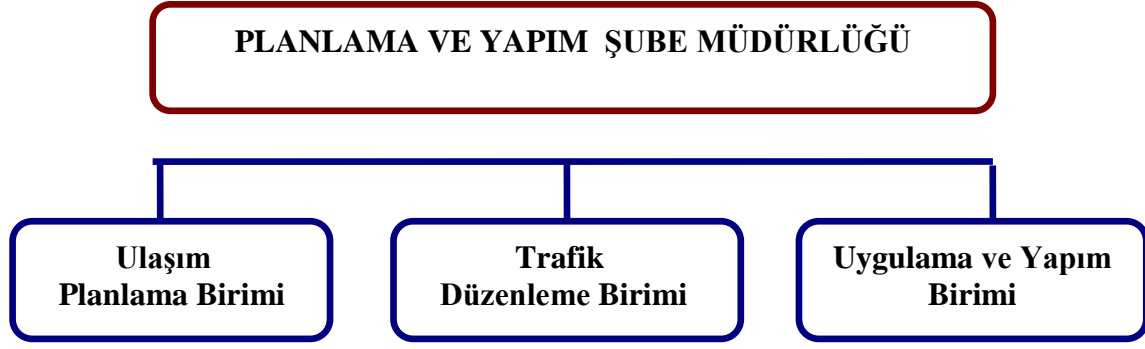 PLANLAMA VE YAPIM ŞUBE MÜDÜRLÜĞÜ
Ulaşım
Planlama Birimi
Trafik
Düzenleme Birimi
Uygulama ve Yapım
Birimi